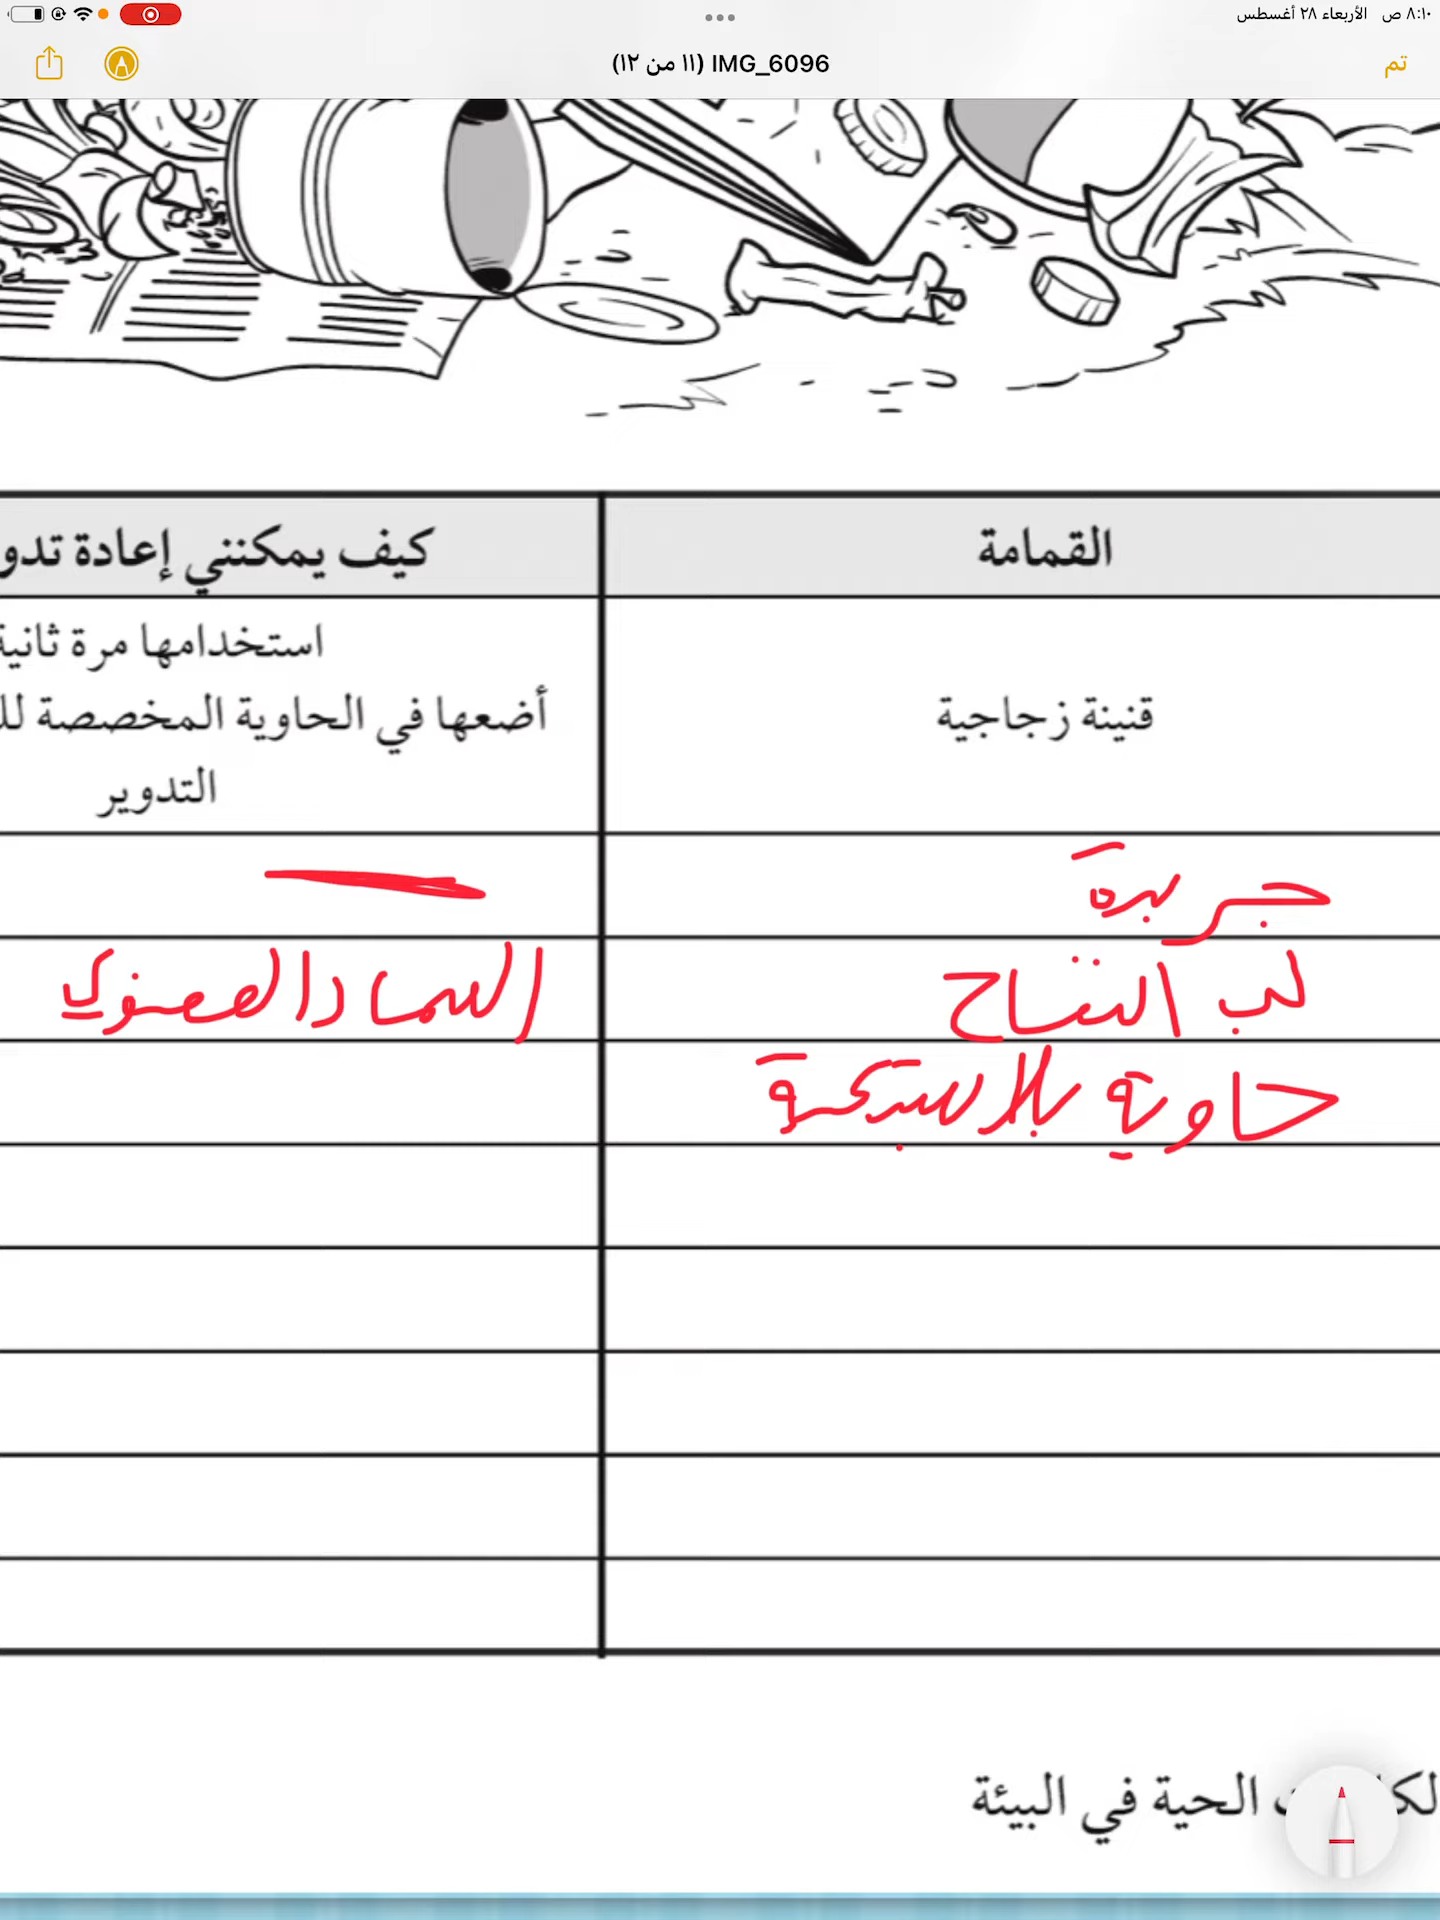 ٨:١٠ ص الأربعاء ٢٨ أغسطس
IMG_6096 (١١ من ١٢)
تم
القمامة
كيف يمكنني إعادة تدو
قنينة زجاجية
استخدامها مرة ثانية
أضعها في الحاوية المخصصة لل
التدوير
جريدة
لب التفاح
السماد العضوي
حاوية بلاستيكية
الحية في البيئة